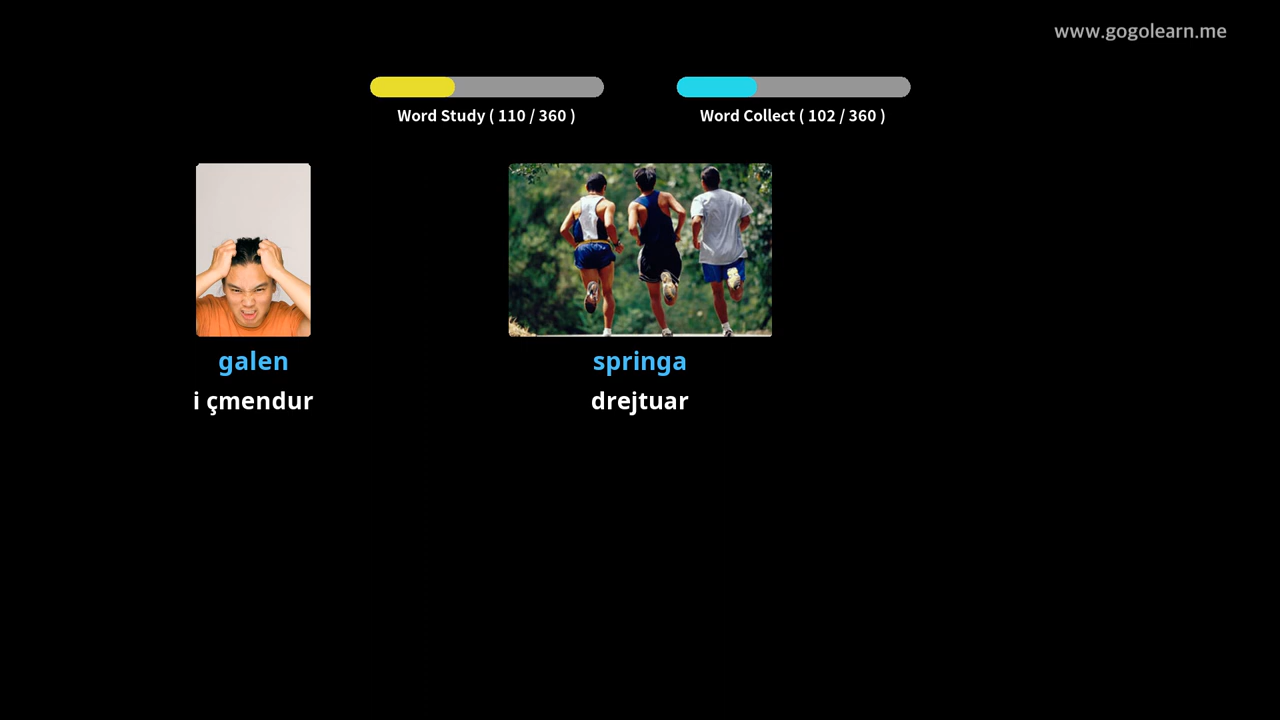 www.gogolearn.me
Word Study ( 110 / 360 )
Word Collect ( 102 / 360 )
galen
i çmendur
springa
drejtuar